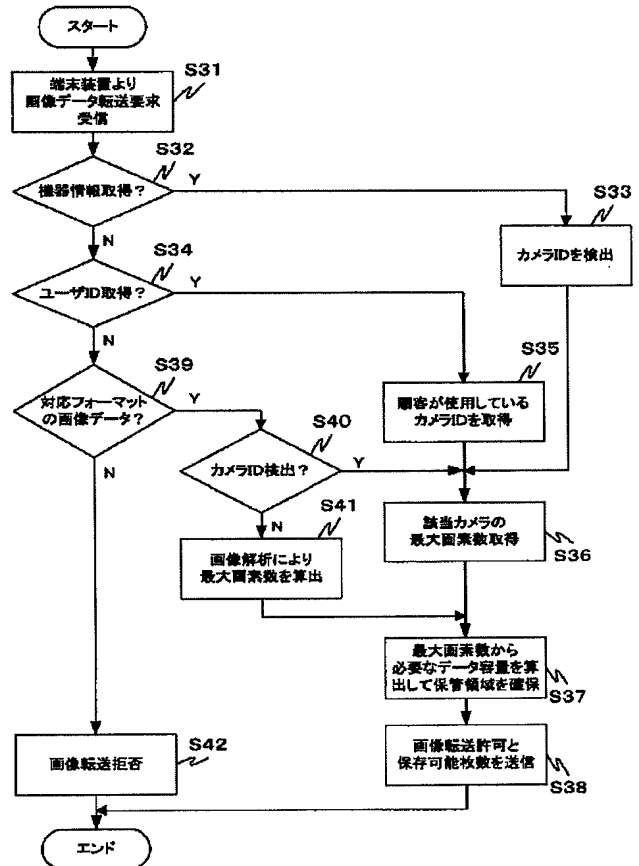 スタート
S31
端末装置より
画像データ転送要求
受信
S32
機器情報取得？
Y
N
S33
カメラIDを検出
S34
ユーザID取得？
Y
N
S35
顧客が使用している
カメラIDを取得
S39
対応フォーマット
の画像データ？
Y
N
S40
カメラID検出？
Y
N
S41
画像解析により
最大画素数を算出
該当カメラの
最大画素数取得
S36
最大画素数から
必要なデータ容量を算
出して保管領域を確保
S37
S42
画像転送拒否
画像転送許可と
保存可能枚数を送信
S38
エンド